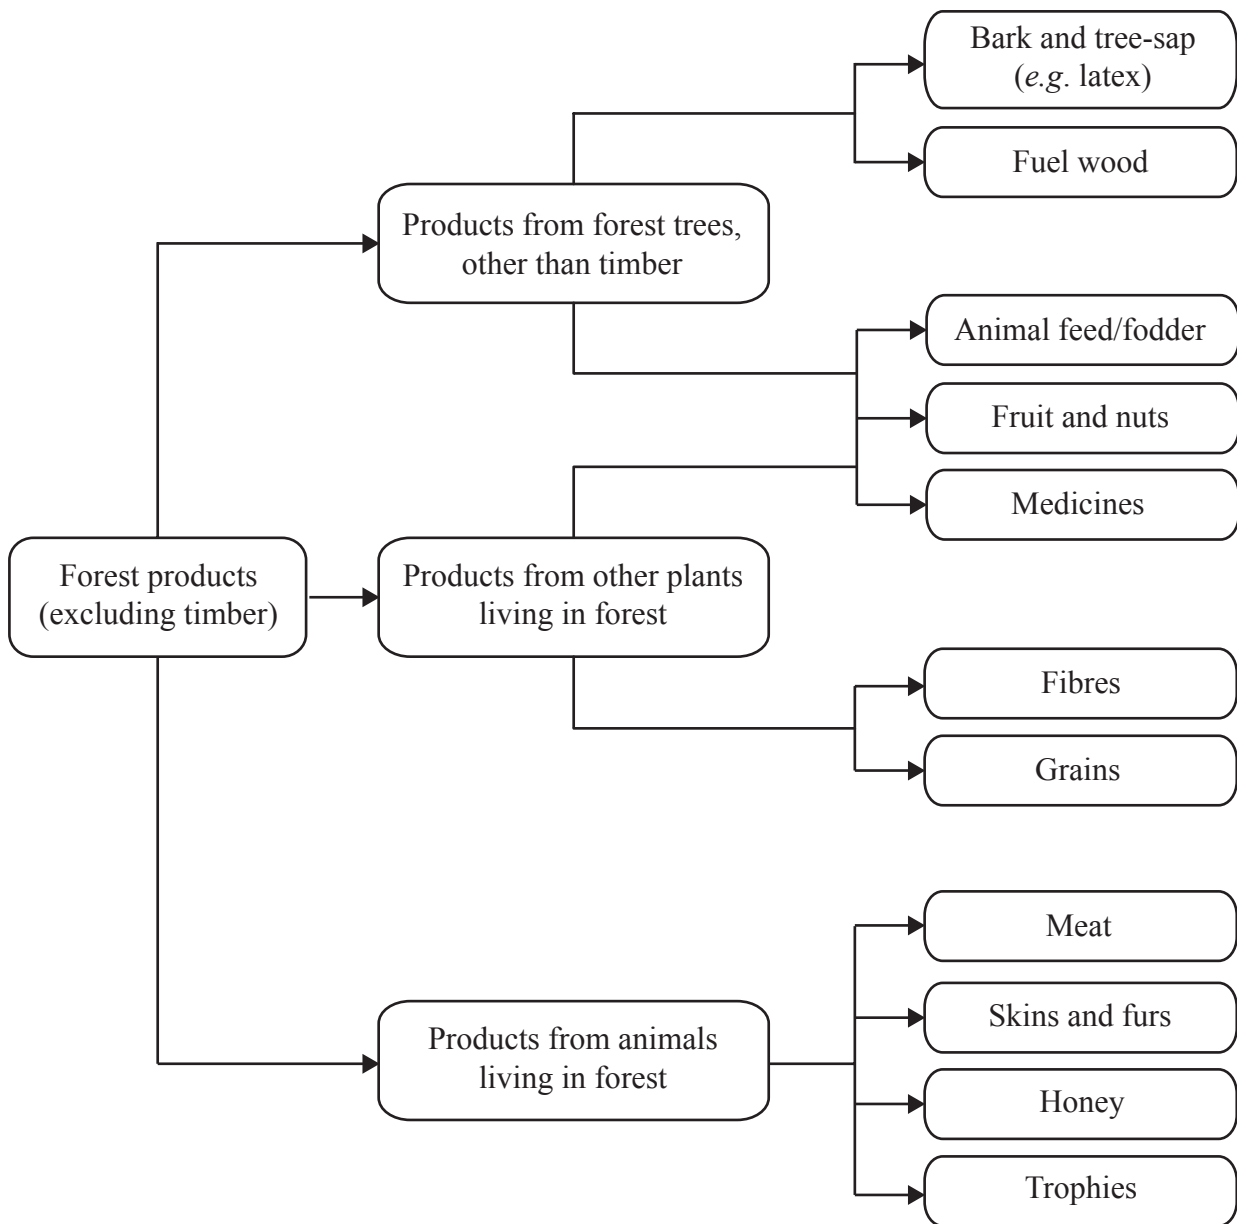 Bark and tree-sap
(e.g. latex)
Fuel wood
Products from forest trees,
other than timber
Animal feed/fodder
Fruit and nuts
Medicines
Forest products
(excluding timber)
Products from other plants
living in forest
Fibres
Grains
Meat
Skins and furs
Products from animals
living in forest
Honey
Trophies